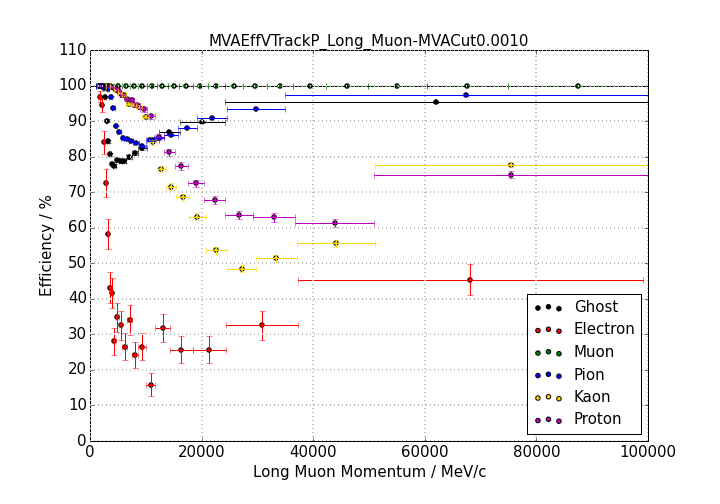 MVAEffVTrackP_Long_Muon-MVACut0.0010
110
100
90
80
70
60
50
40
30
20
10
0
Efficiency / %
0 20000 40000 60000 80000 100000
Long Muon Momentum / MeV/c
Ghost
Electron
Muon
Pion
Kaon
Proton